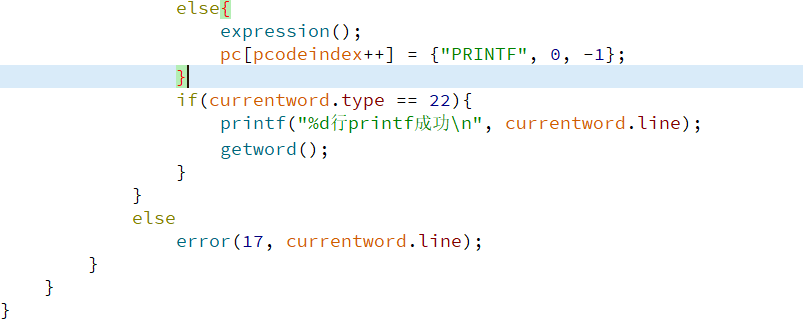 else{
expression();
pc[pcodeindex++] = {"PRINTF", 0, -1};
}
if(currentword.type == 22){
printf("%d行printf成功\n", currentword.line);
getword();
}
}
else
error(17, currentword.line);
}
}
}